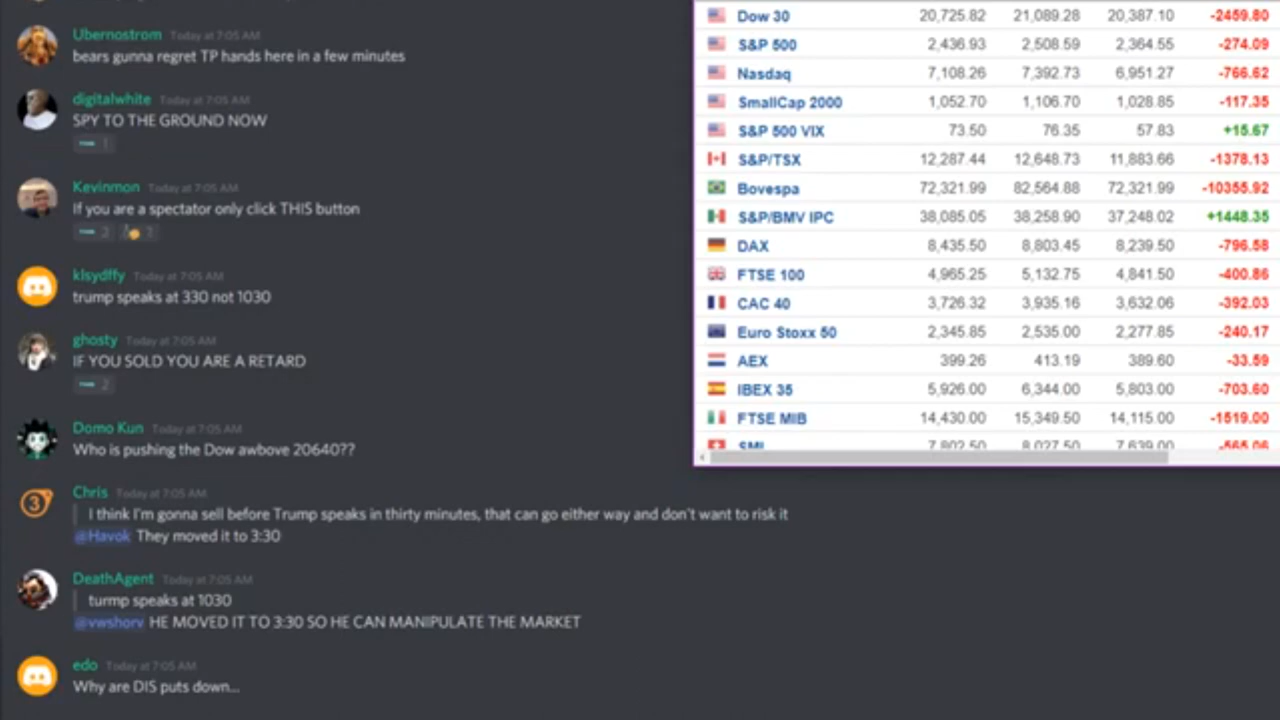 Ubernostrom Today at 7:05 AM
bears gunna regret TP hands here in a few minutes
digitalwhite Today at 7:05 AM
SPY TO THE GROUND NOW
1
Kevinmon Today at 7:05 AM
If you are a spectator only click THIS button
klsydffy Today at 7:05 AM
trump speaks at 330 not 1030
ghosty Today at 7:05 AM
IF YOU SOLD YOU ARE A RETARD
2
Domo Kun Today at 7:05 AM
Who is pushing the Dow awbove 20640??
Chris Today at 7:05 AM
I think I'm gonna sell before Trump speaks in thirty minutes, that can go either way and don't want to risk it
@Havok They moved it to 3:30
DeathAgent Today at 7:05 AM
turmp speaks at 1030
@vwshorv HE MOVED IT TO 3:30 SO HE CAN MANIPULATE THE MARKET
edo Today at 7:05 AM
Why are DIS puts down...
Dow 30 20,725.82 21,089.28 20,387.10 -2459.80
S&P 500 2,436.93 2,508.59 2,364.55 -274.09
Nasdaq 7,108.26 7,392.73 6,951.27 -766.62
SmallCap 2000 1,052.70 1,106.70 1,028.85 -117.35
S&P 500 VIX 73.50 76.35 57.83 +15.67
S&P/TSX 12,287.44 12,648.73 11,883.66 -1378.13
Bovespa 72,321.99 82,564.88 72,321.99 -10355.92
S&P/BMV IPC 38,085.05 38,258.90 37,248.02 +1448.35
DAX 8,435.50 8,803.45 8,239.50 -796.58
FTSE 100 4,965.25 5,132.75 4,841.50 -400.86
CAC 40 3,726.32 3,935.16 3,632.06 -392.03
Euro Stoxx 50 2,345.85 2,535.00 2,277.85 -240.17
AEX 399.26 413.19 389.60 -33.59
IBEX 35 5,926.00 6,344.00 5,803.00 -703.60
FTSE MIB 14,430.00 15,349.50 14,115.00 -1519.00
SMI 7,802.50 8,027.50 7,639.00 -565.06